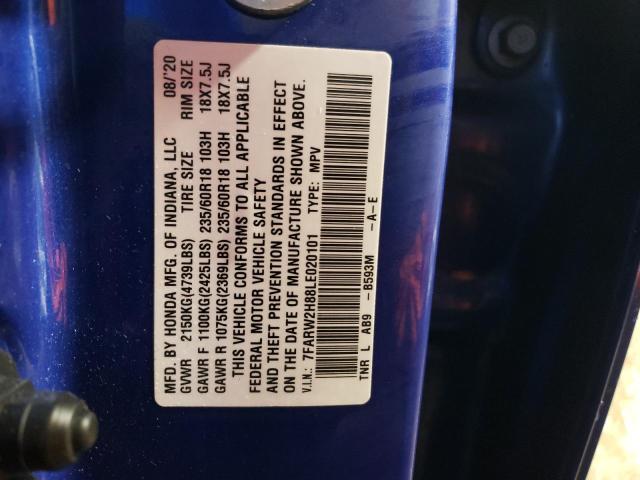 MFD. BY HONDA MFG. OF INDIANA, LLC 08/'20
GVWR 2150KG(4739LBS) TIRE SIZE RIM SIZE
GAWR F 1100KG(2425LBS) 235/60DR18 103H 18X7.5J
GAWR R 1075KG(2369LBS) 235/60DR18 103H 18X7.5J
THIS VEHICLE CONFORMS TO ALL APPLICABLE
FEDERAL MOTOR VEHICLE SAFETY
AND THEFT PREVENTION STANDARDS IN EFFECT
ON THE DATE OF MANUFACTURE SHOWN ABOVE.
V.I.N.: 7FARW2H88LE020101 TYPE: MPV
TNR L AB9 -B593M -A-E